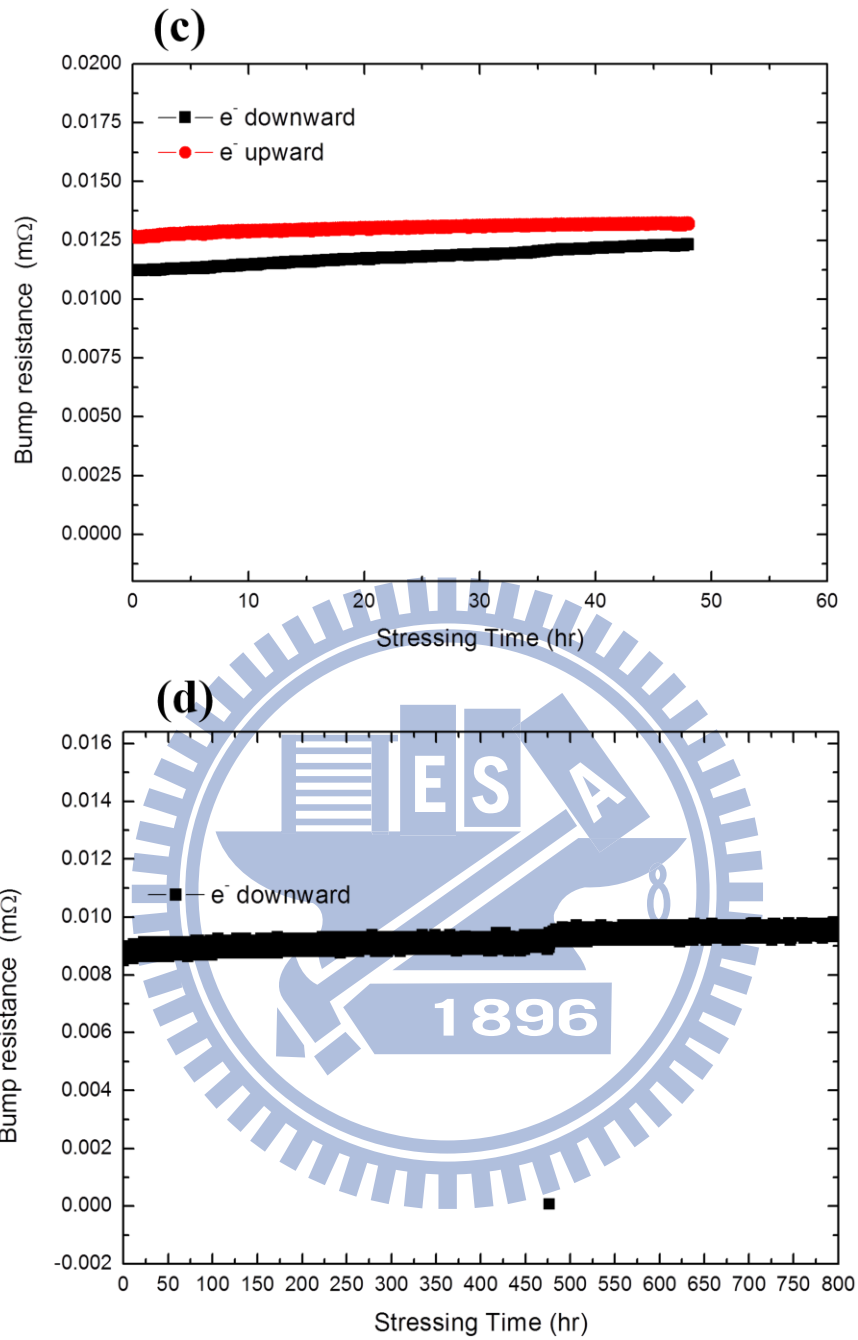 (c)
0.0200
0.0175
0.0150
0.0125
0.0100
0.0075
0.0050
0.0025
0.0000
e⁻ downward
e⁻ upward
Bump resistance (mΩ)
0 10 20 30 40 50 60
Stressing Time (hr)
(d)
0.016
0.014
0.012
0.010
0.008
0.006
0.004
0.002
0.000
-0.002
E S A
8
e⁻ downward
1896
Bump resistance (mΩ)
0 50 100 150 200 250 300 350 400 450 500 550 600 650 700 750 800
Stressing Time (hr)